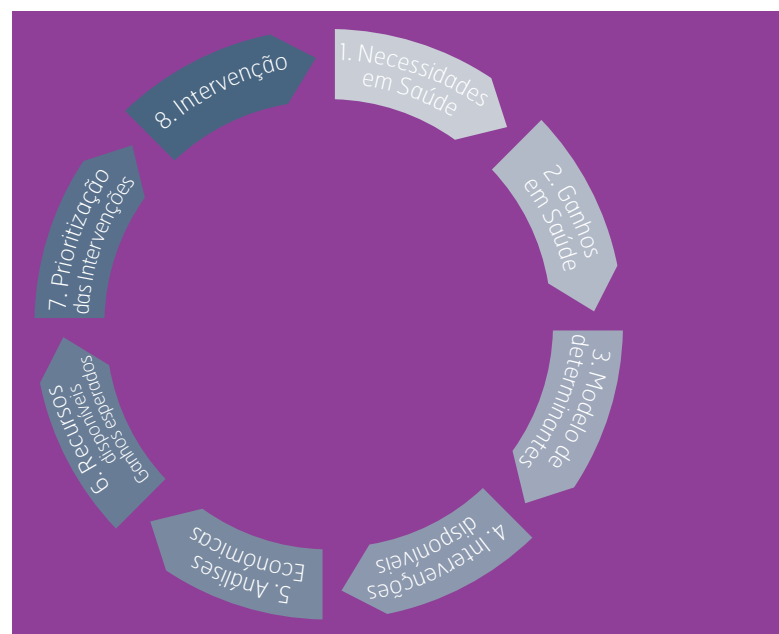 1. Necessidades
em Saúde
2. Ganhos
em Saúde
3. Modelo de
determinantes
4. Intervenções
disponíveis
5. Análises
Económicas
6. Recursos
disponíveis
Ganhos esperados
7. Prioritização
das Intervenções
8. Intervenção